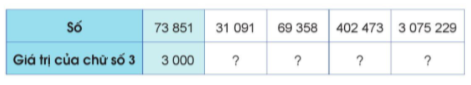 Số 73 851 31 091 69 358 402 473 3 075 229
Giá trị của chữ số 3 3 000 ? ? ? ?